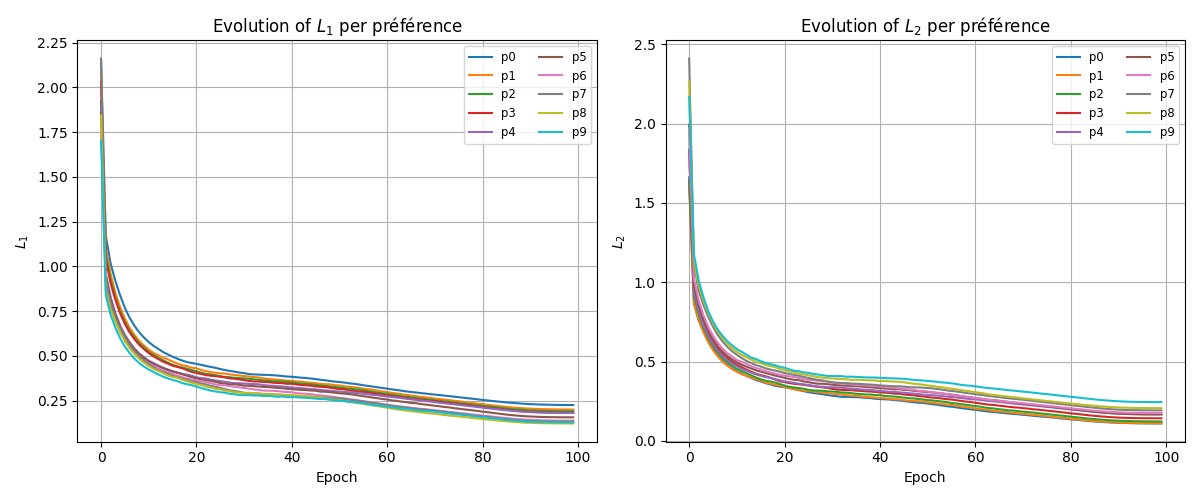 Evolution of L₁ per préférence
2.25
2.00
1.75
1.50
1.25
1.00
0.75
0.50
0.25
L₁
0 20 40 60 80 100
Epoch
p0 p5
p1 p6
p2 p7
p3 p8
p4 p9
Evolution of L₂ per préférence
2.5
2.0
1.5
1.0
0.5
0.0
L₂
0 20 40 60 80 100
Epoch
p0 p5
p1 p6
p2 p7
p3 p8
p4 p9